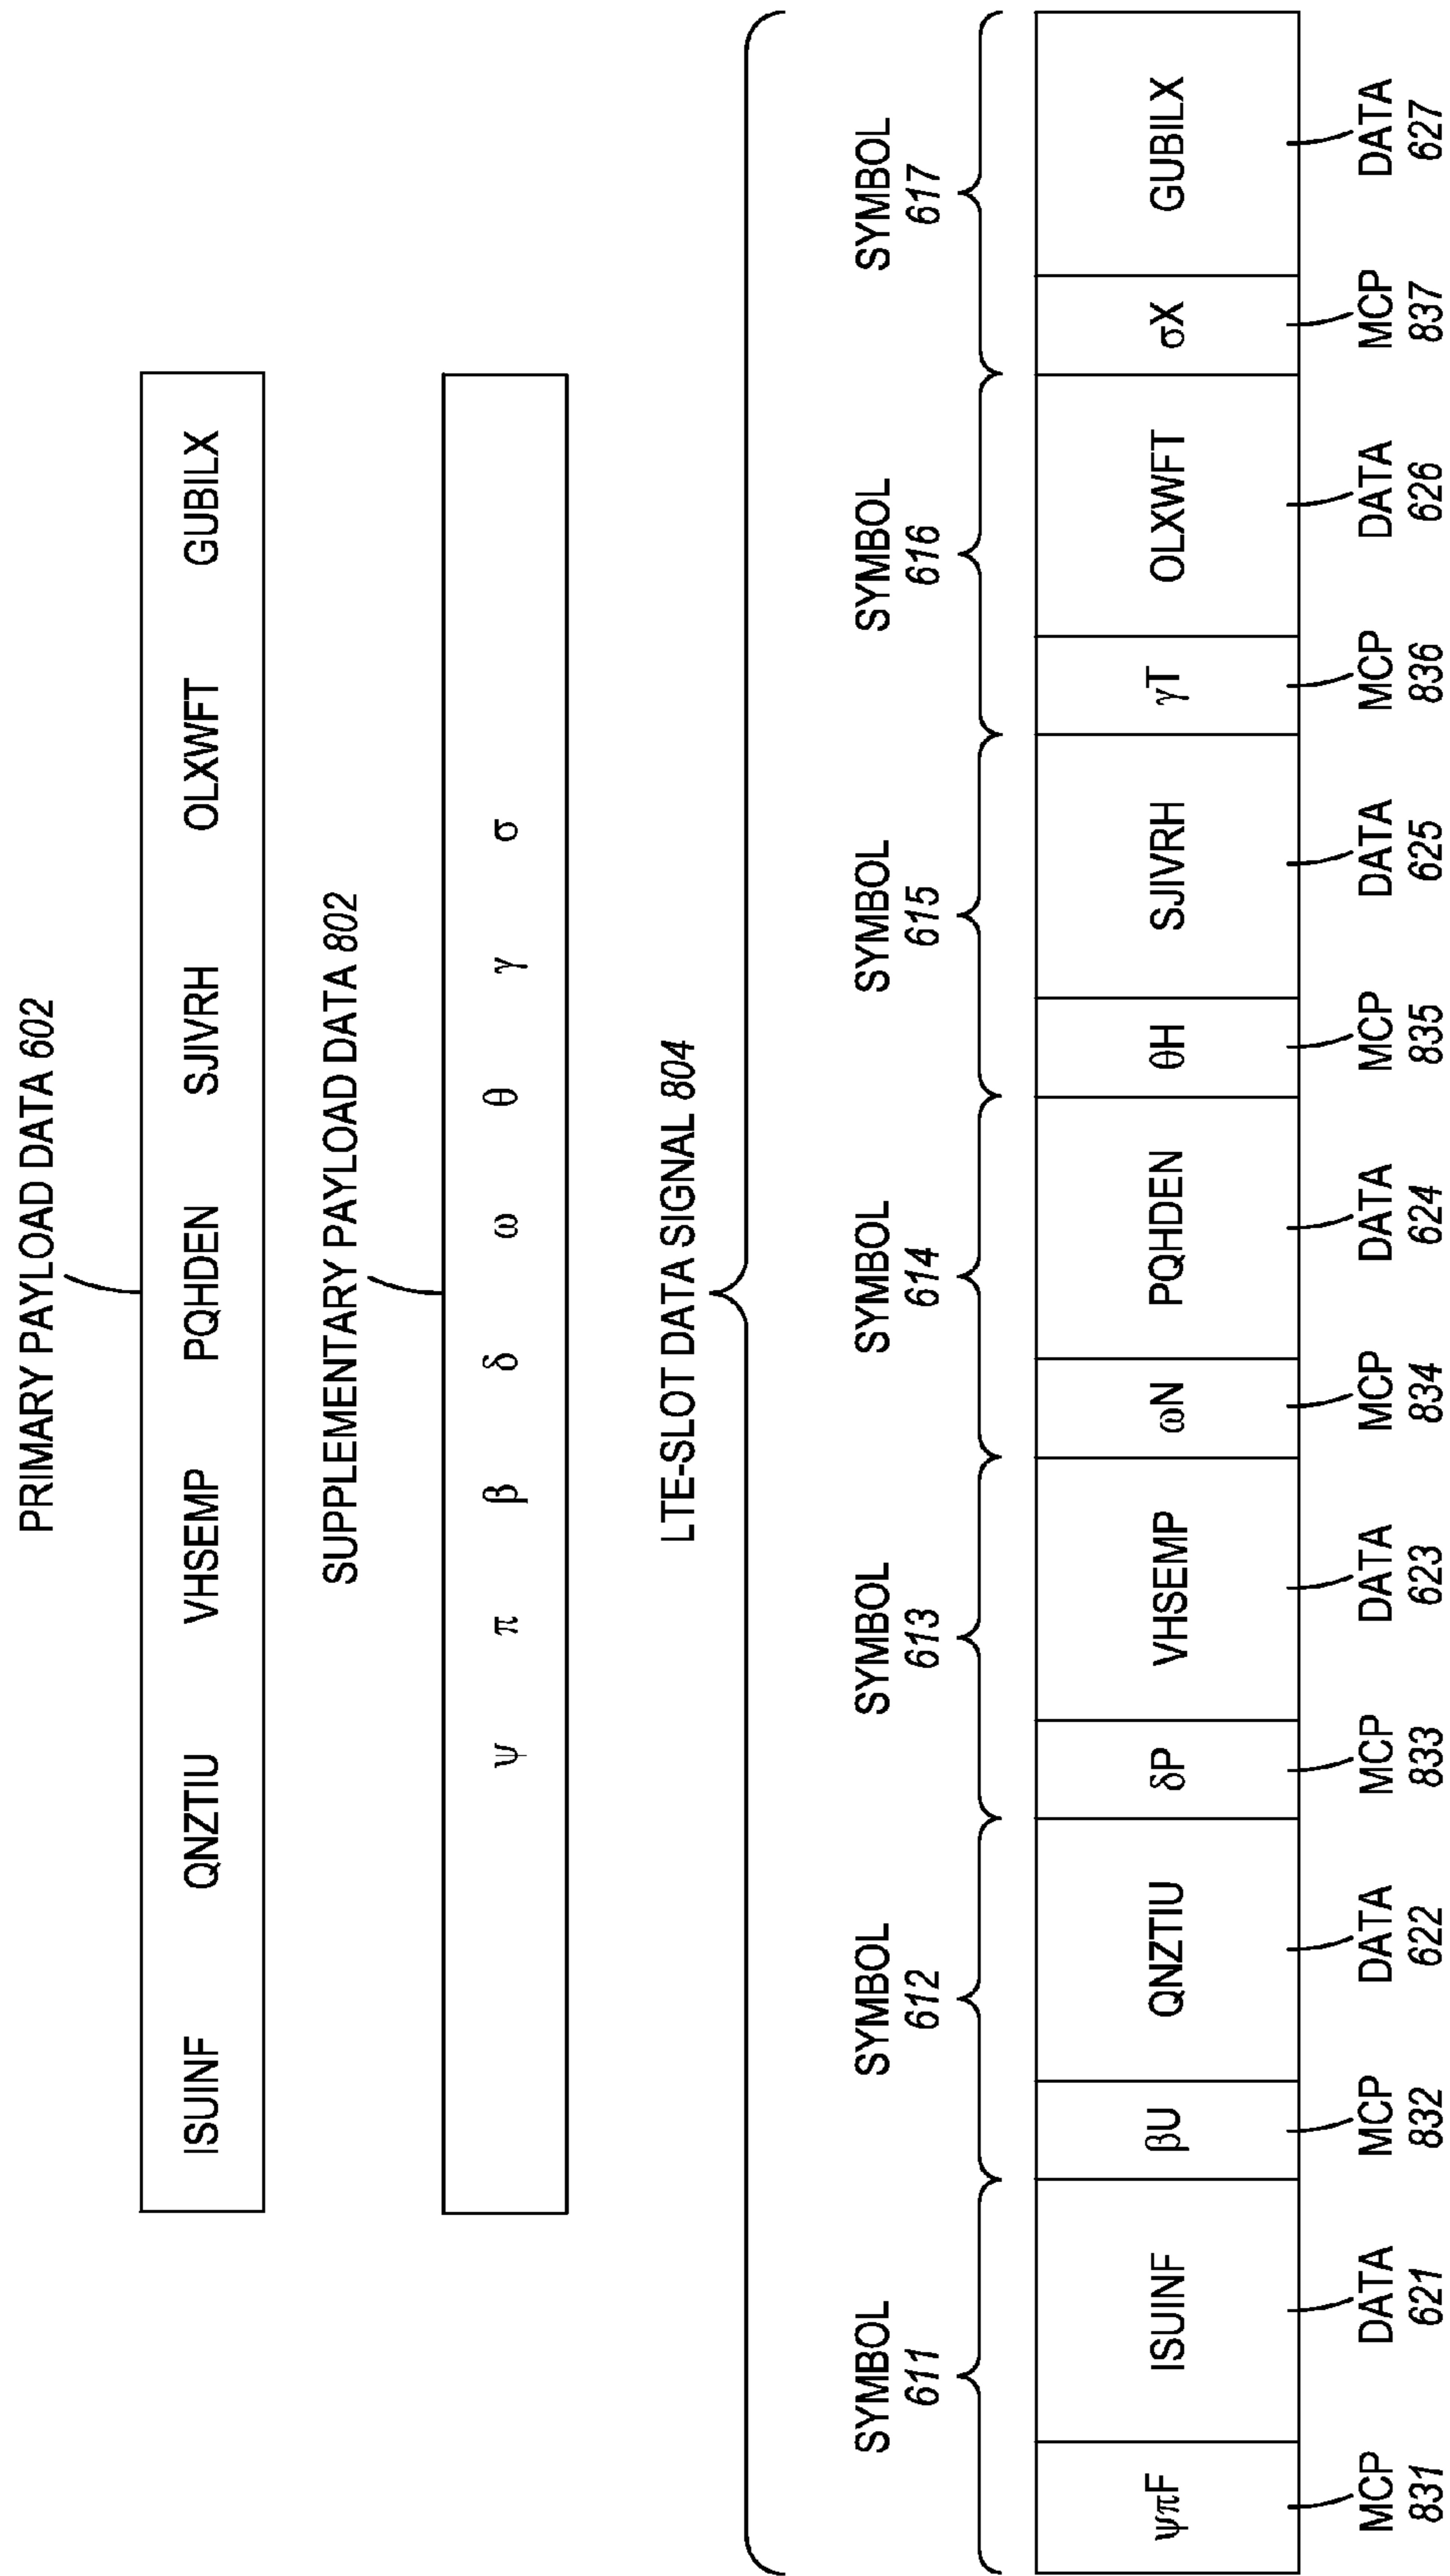 PRIMARY PAYLOAD DATA 602
ISUINF QNZTIU VHSEMP PQHDEN SJIVRH OLXWFT GUBILX
SUPPLEMENTARY PAYLOAD DATA 802
ψ π β δ ω θ γ σ
LTE-SLOT DATA SIGNAL 804
SYMBOL SYMBOL SYMBOL SYMBOL SYMBOL SYMBOL SYMBOL
611 612 613 614 615 616 617
ψπF ISUINF βU QNZTIU δP VHSEMP ωN PQHDEN θH SJIVRH γT OLXWFT σX GUBILX
MCP DATA MCP DATA MCP DATA MCP DATA MCP DATA MCP DATA MCP DATA
831 621 832 622 833 623 834 624 835 625 836 626 837 627